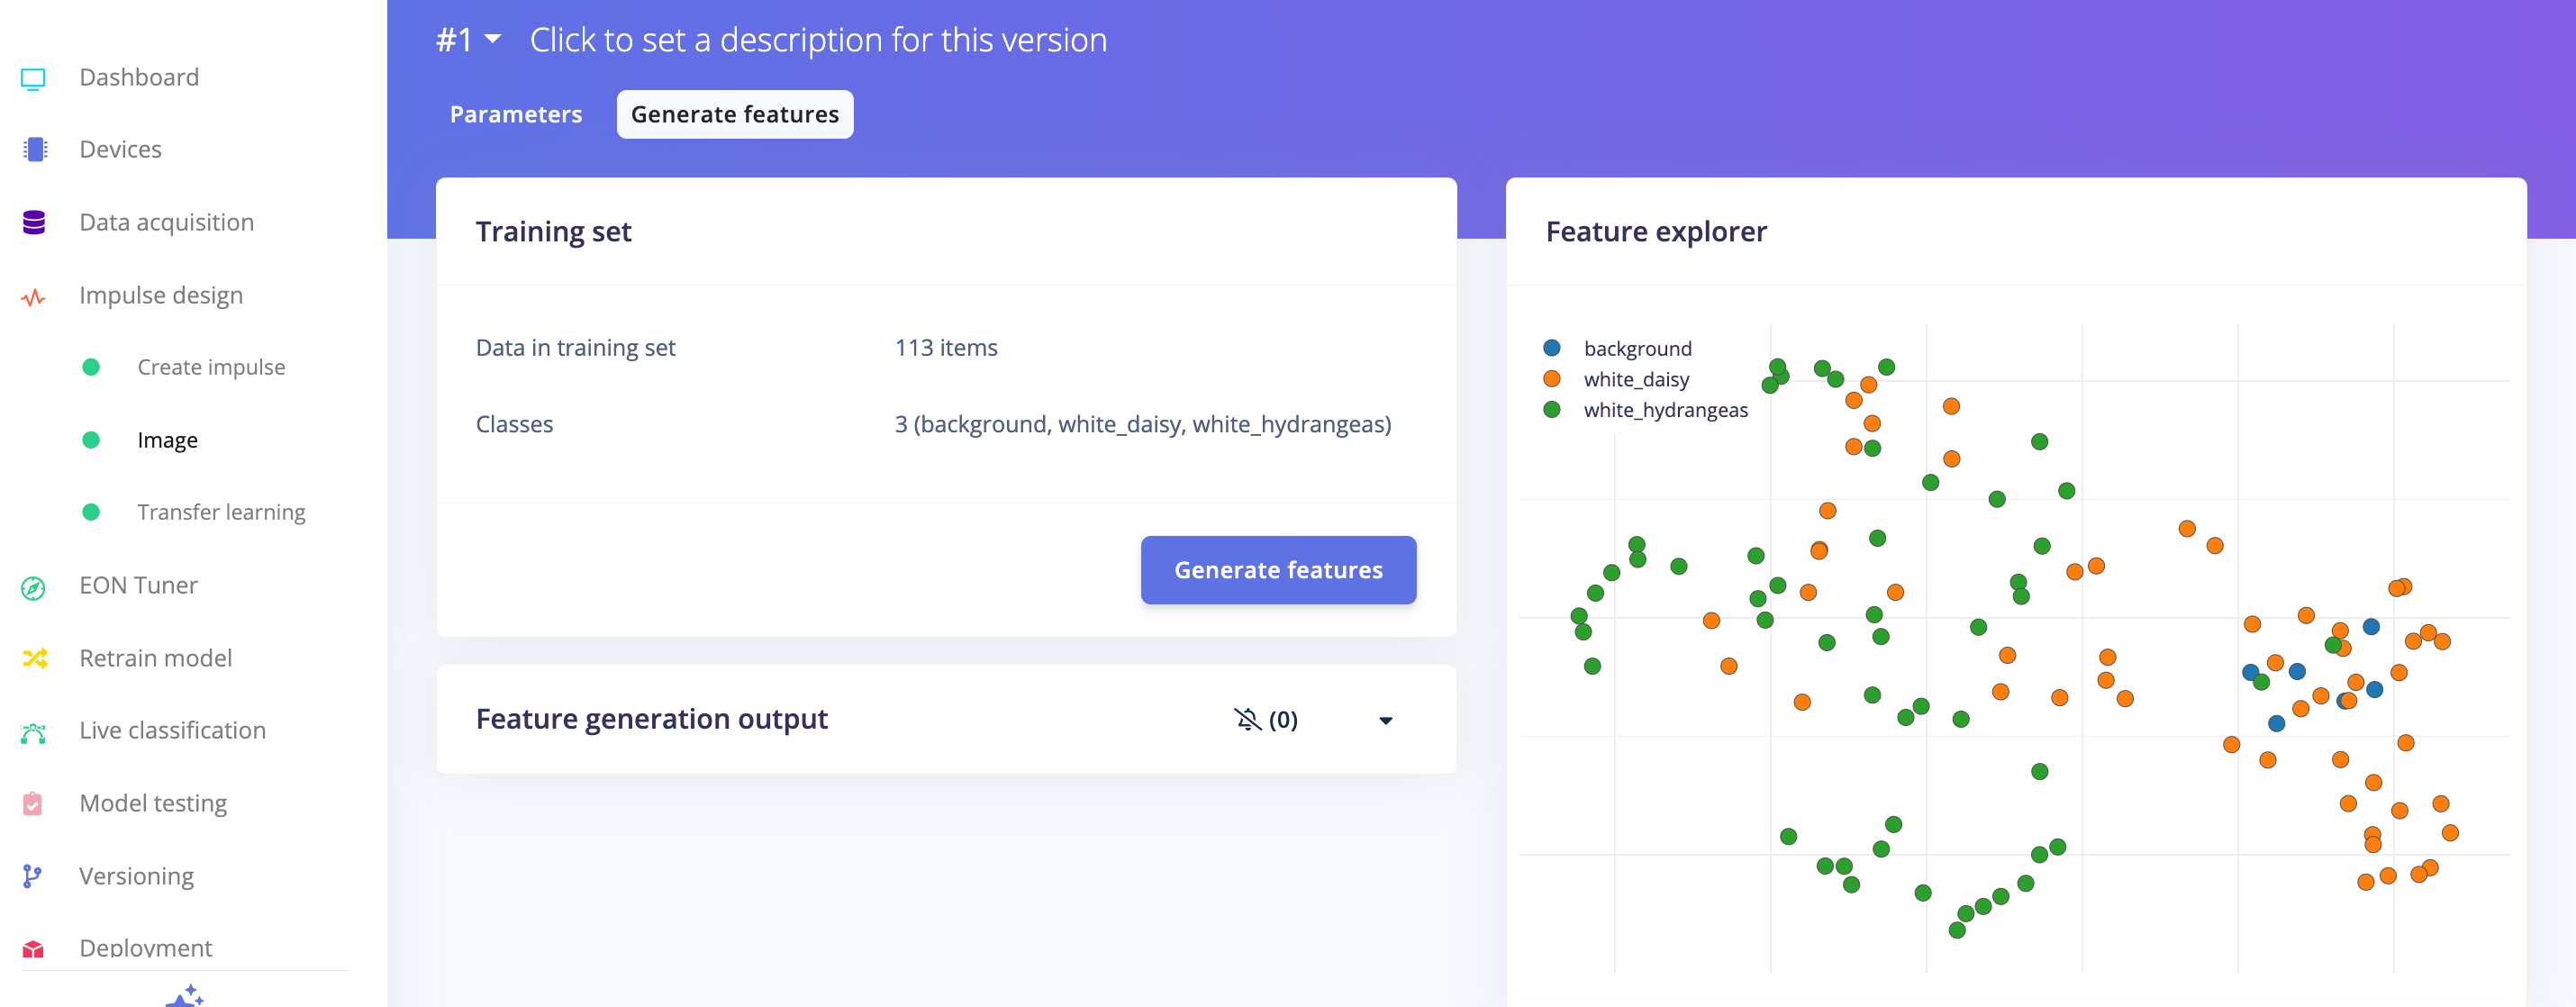 #1 Click to set a description for this version
Parameters Generate features
Dashboard
Devices
Data acquisition
Impulse design
Create impulse
Image
Transfer learning
EON Tuner
Retrain model
Live classification
Model testing
Versioning
Deployment
Training set
Data in training set 113 items
Classes 3 (background, white_daisy, white_hydrangeas)
Generate features
Feature generation output (0)
Feature explorer
background
white_daisy
white_hydrangeas